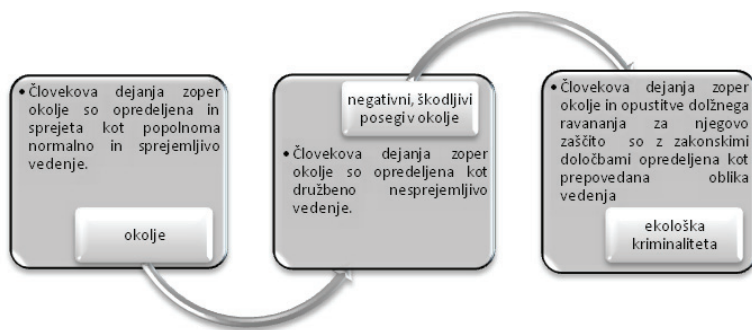 • Človekova dejanja zoper
okolje so opredeljena in
sprejeta kot popolnoma
normalno in sprejemljivo
vedenje.
okolje
negativni, škodljivi
posegi v okolje
• Človekova dejanja zoper
okolje so opredeljena kot
družbeno nesprejemljivo
vedenje.
• Človekova dejanja zoper
okolje in opustitve dolžnega
ravananja za njegovo
zaščito so z zakonskimi
določbami opredeljena kot
prepovedana oblika
vedenja
ekološka
kriminaliteta